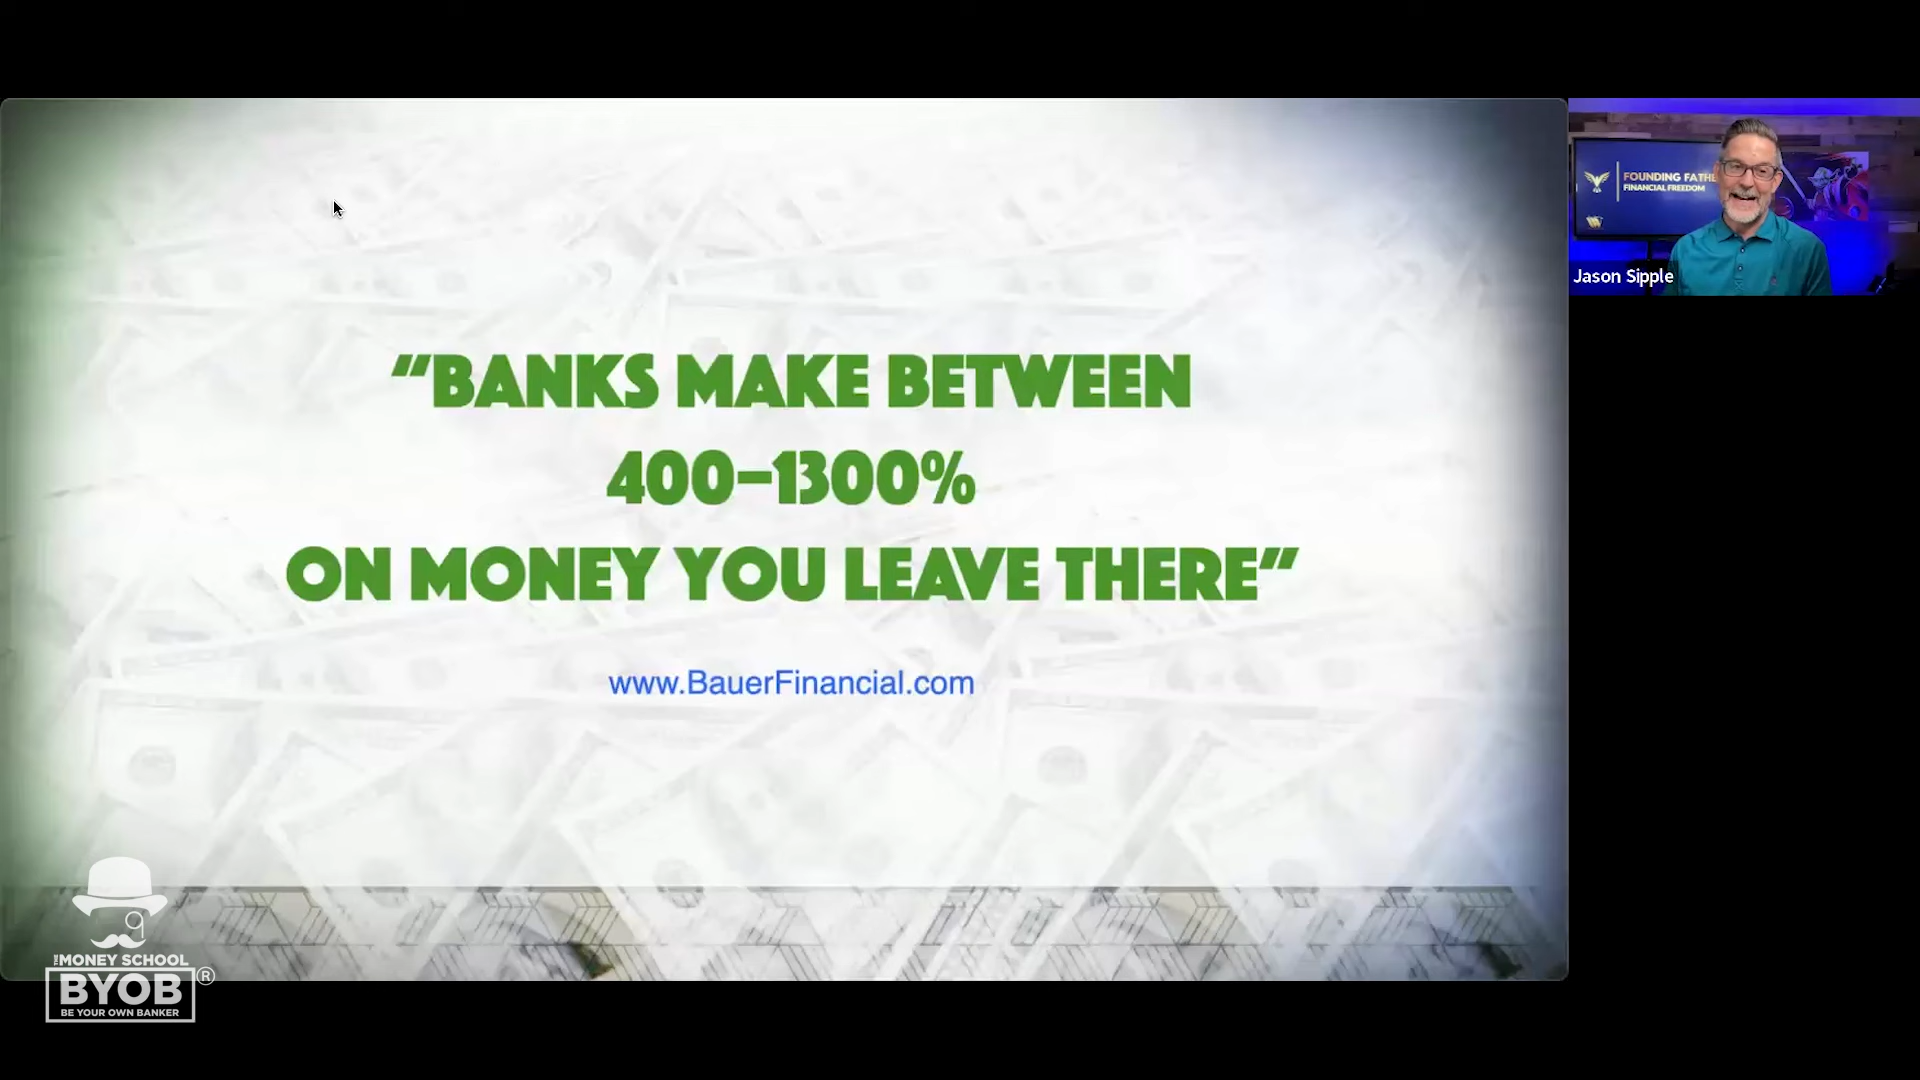 "BANKS MAKE BETWEEN
400-1300%
ON MONEY YOU LEAVE THERE"
www.BauerFinancial.com
FOUNDING FATHE
FINANCIAL FREEDOM
Jason Sipple
THE MONEY SCHOOL
BYOB®
BE YOUR OWN BANKER